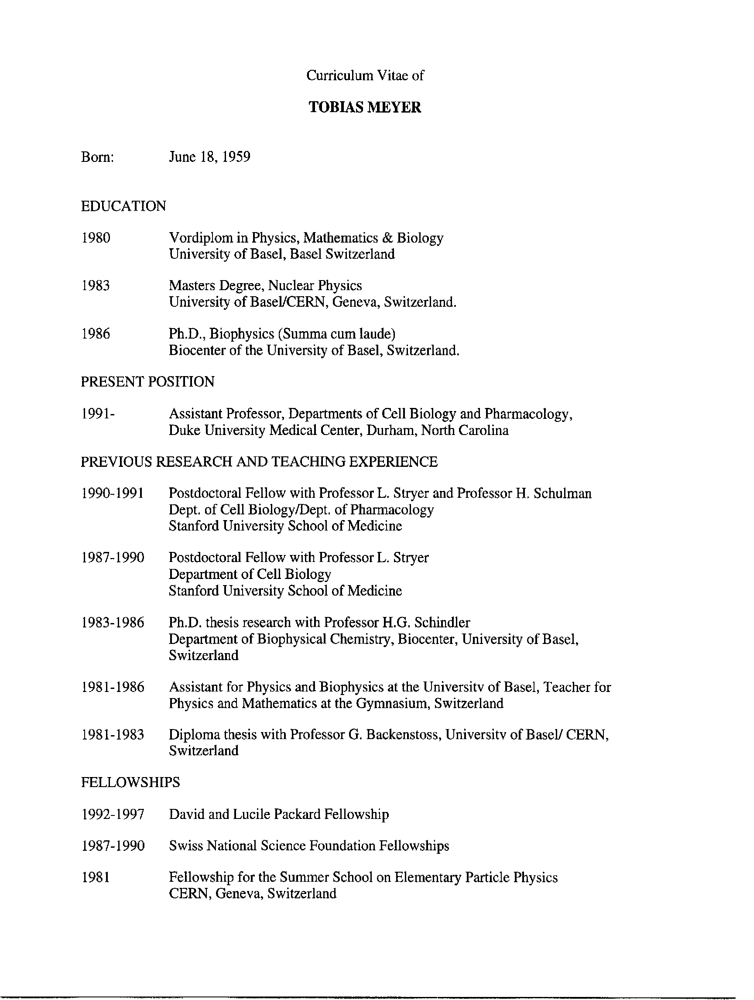 Curriculum Vitae of
TOBIAS MEYER
Born: June 18, 1959
EDUCATION
1980 Vordiplom in Physics, Mathematics & Biology
University of Basel, Basel Switzerland
1983 Masters Degree, Nuclear Physics
University of Basel/CERN, Geneva, Switzerland.
1986 Ph.D., Biophysics (Summa cum laude)
Biocenter of the University of Basel, Switzerland.
PRESENT POSITION
1991- Assistant Professor, Departments of Cell Biology and Pharmacology,
Duke University Medical Center, Durham, North Carolina
PREVIOUS RESEARCH AND TEACHING EXPERIENCE
1990-1991 Postdoctoral Fellow with Professor L. Stryer and Professor H. Schulman
Dept. of Cell Biology/Dept. of Pharmacology
Stanford University School of Medicine
1987-1990 Postdoctoral Fellow with Professor L. Stryer
Department of Cell Biology
Stanford University School of Medicine
1983-1986 Ph.D. thesis research with Professor H.G. Schindler
Department of Biophysical Chemistry, Biocenter, University of Basel,
Switzerland
1981-1986 Assistant for Physics and Biophysics at the University of Basel, Teacher for
Physics and Mathematics at the Gymnasium, Switzerland
1981-1983 Diploma thesis with Professor G. Backenstoss, University of Basel/ CERN,
Switzerland
FELLOWSHIPS
1992-1997 David and Lucile Packard Fellowship
1987-1990 Swiss National Science Foundation Fellowships
1981 Fellowship for the Summer School on Elementary Particle Physics
CERN, Geneva, Switzerland